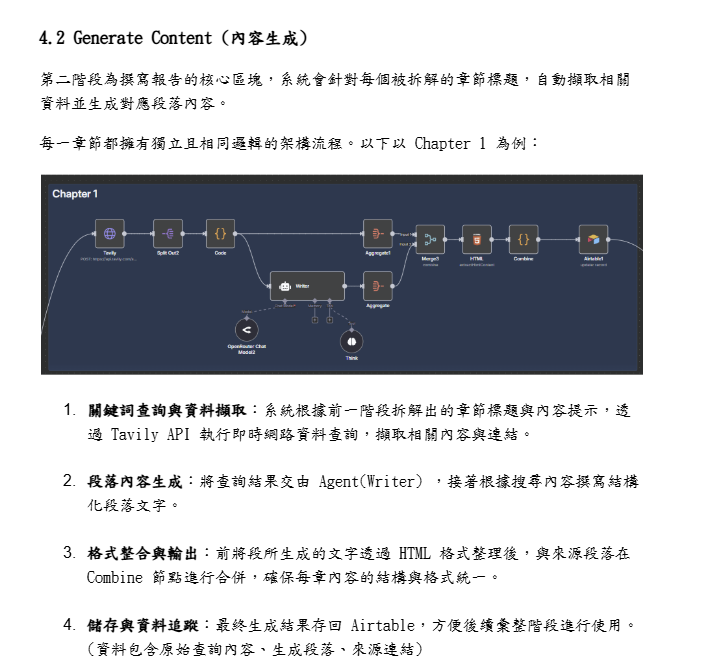 4.2 Generate Content (內容生成)
第二階段為撰寫報告的核心區塊，系統會針對每個被拆解的章節標題，自動擷取相關
資料並生成對應段落內容。
每一章節都擁有獨立且相同邏輯的架構流程。以下以 Chapter 1 為例：
Chapter 1
Tavily
Split Out2
Code
Aggregate1
Merge3
HTML
Combine
Airtable1
Writer
Aggregate
OpenRouter Chat
Model2
Think
1. 關鍵詞查詢與資料擷取：系統根據前一階段拆解出的章節標題與內容提示，透
過 Tavily API 執行即時網路資料查詢，擷取相關內容與連結。
2. 段落內容生成：將查詢結果交由 Agent(Writer) ，接著根據搜尋內容撰寫結構
化段落文字。
3. 格式整合與輸出：前將段所生成的文字透過 HTML 格式整理後，與來源段落在
Combine 節點進行合併，確保每章內容的結構與格式統一。
4. 儲存與資料追蹤：最終生成結果存回 Airtable，方便後續彙整階段進行使用。
(資料包含原始查詢內容、生成段落、來源連結)